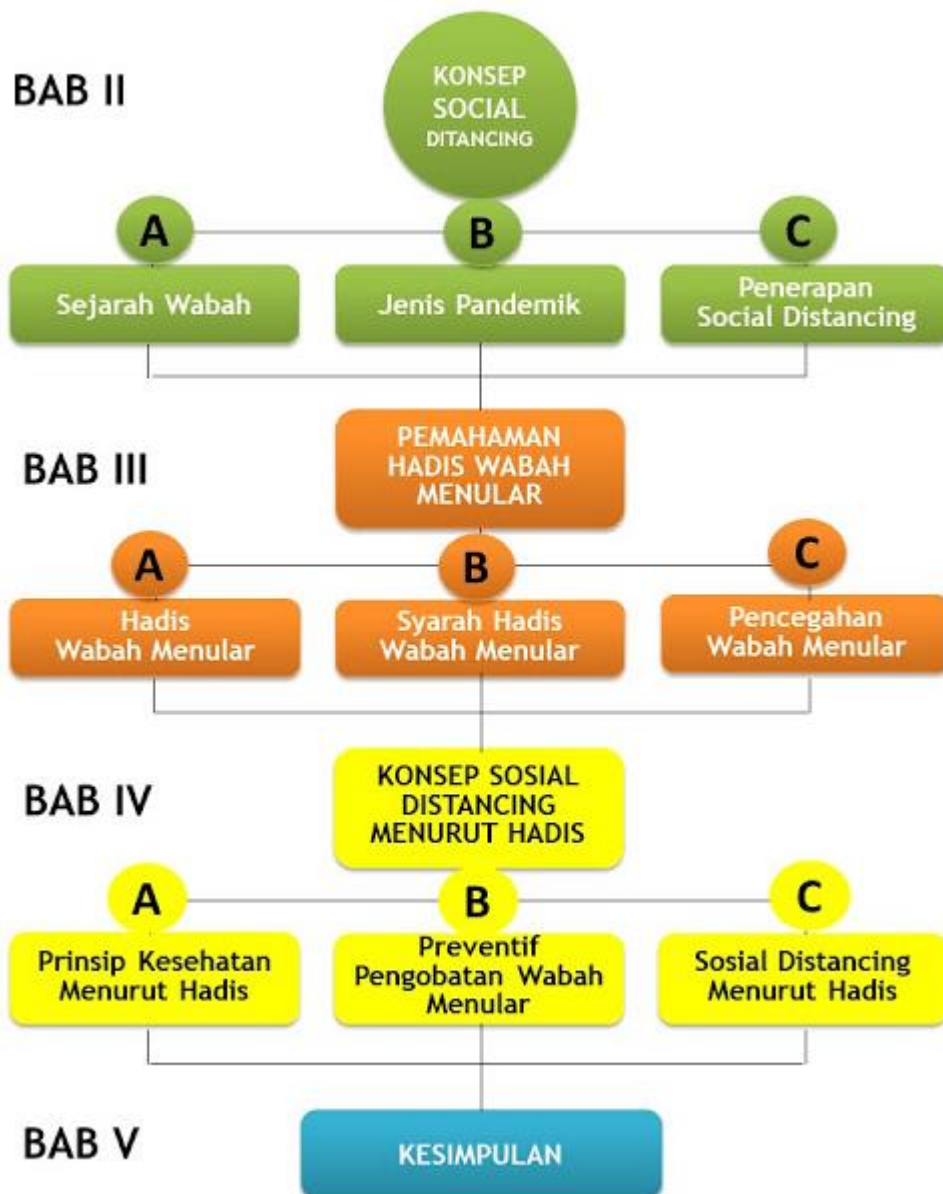 BAB II
KONSEP
SOCIAL
DITANCING
A
B
C
Sejarah Wabah
Jenis Pandemik
Penerapan
Social Distancing
BAB III
PEMAHAMAN
HADIS WABAH
MENULAR
A
B
C
Hadis
Wabah Menular
Syarah Hadis
Wabah Menular
Pencegahan
Wabah Menular
BAB IV
KONSEP SOSIAL
DISTANCING
MENURUT HADIS
A
B
C
Prinsip Kesehatan
Menurut Hadis
Preventif
Pengobatan Wabah
Menular
Sosial Distancing
Menurut Hadis
BAB V
KESIMPULAN